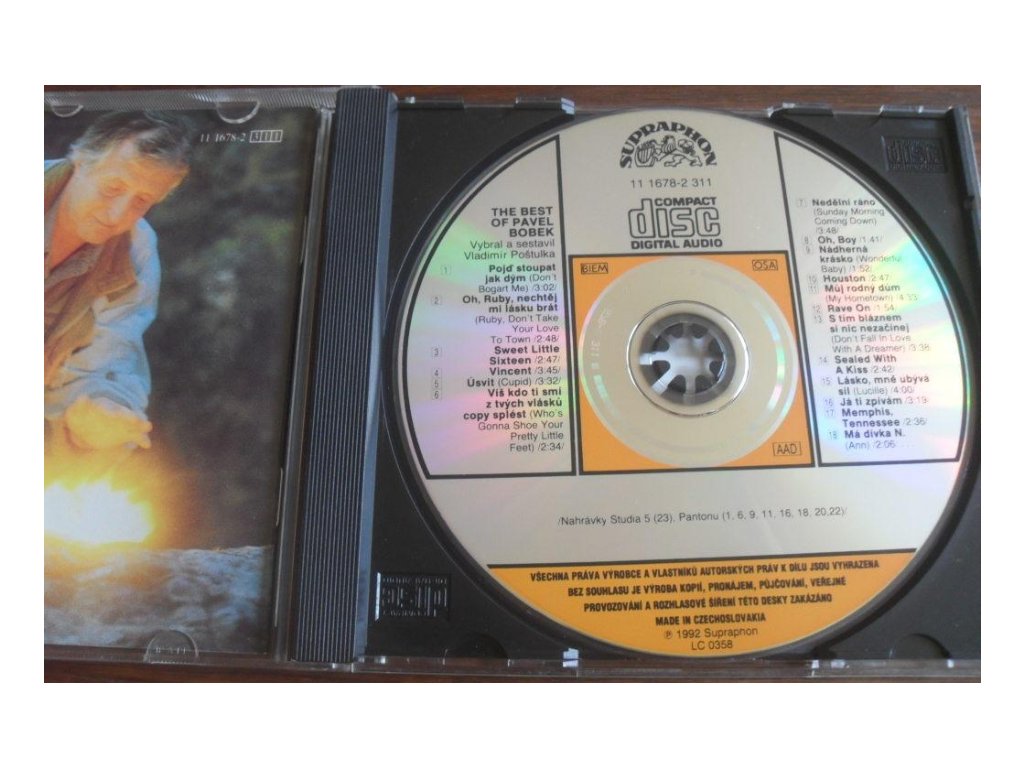 11 1678-2 311
SUPRAPHON
11 1678-2 311
COMPACT
disc
DIGITAL AUDIO
THE BEST
OF PAVEL
BOBEK
Vybral a sestavil
Vladimír Poštulka
1 Pojď stoupat
jak dým (Don't
Bogart Me) /3:02/
2 Oh, Ruby, nechtěj
mi lásku brát
(Ruby, Don't Take
Your Love
To Town /2:48/
3 Sweet Little
Sixteen /2:47/
4 Vincent /3:45/
5 Úsvit (Cupid) /3:32/
6 Víš kdo ti smí
z tvých vlásků
copy splést (Who's
Gonna Shoe Your
Pretty Little
Feet) /2:34/
BIEM
OSA
AAD
7 Nedělní ráno
(Sunday Morning
Coming Down)
/3:48/
8 Oh, Boy /1:41/
9 Nádherná
krásko (Wonderful
Baby) /1:52/
10 Houston /2:47/
11 Můj rodný dům
(My Hometown) /4:33
12 Rave On /1:54/
13 S tím bláznem
si nic nezačínej
(Don't Fall In Love
With A Dreamer) /3:38
14 Sealed With
A Kiss /2:42/
15 Lásko, mně ubývá
sil (Lucille) /4:00/
16 Já ti zpívám /3:19/
17 Memphis,
Tennessee /2:36/
18 Má dívka N.
(Ann) /2:06
/Nahrávky Studia 5 (23), Pantonu (1, 6, 9, 11, 16, 18, 20,22)/
VŠECHNA PRÁVA VÝROBCE A VLASTNÍKŮ AUTORSKÝCH PRÁV K DÍLU JSOU VYHRAZENA
BEZ SOUHLASU JE VÝROBA KOPIÍ, PRONÁJEM, PŮJČOVÁNÍ, VEŘEJNÉ
PROVOZOVÁNÍ A ROZHLASOVÉ ŠÍŘENÍ TÉTO DESKY ZAKÁZÁNO
MADE IN CZECHOSLOVAKIA
℗ 1992 Supraphon
LC 0358